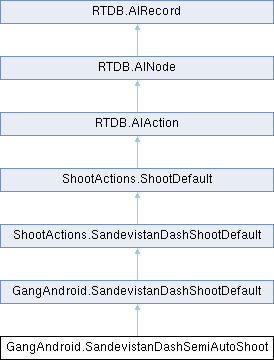 RTDB.AIRecord
RTDB.AINode
RTDB.AIAction
ShootActions.ShootDefault
ShootActions.SandevistanDashShootDefault
GangAndroid.SandevistanDashShootDefault
GangAndroid.SandevistanDashSemiAutoShoot